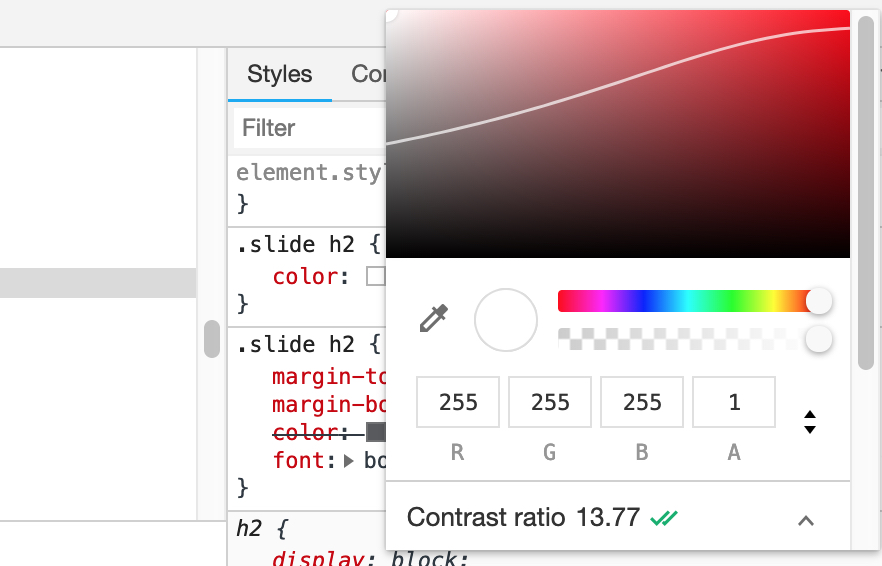 Styles
Filter
element.sty
}
.slide h2 {
color:
}
.slide h2 {
margin-to
margin-bo
color:
font: bo
}
h2 {
display: block;
255 255 255 1
R G B A
Contrast ratio 13.77